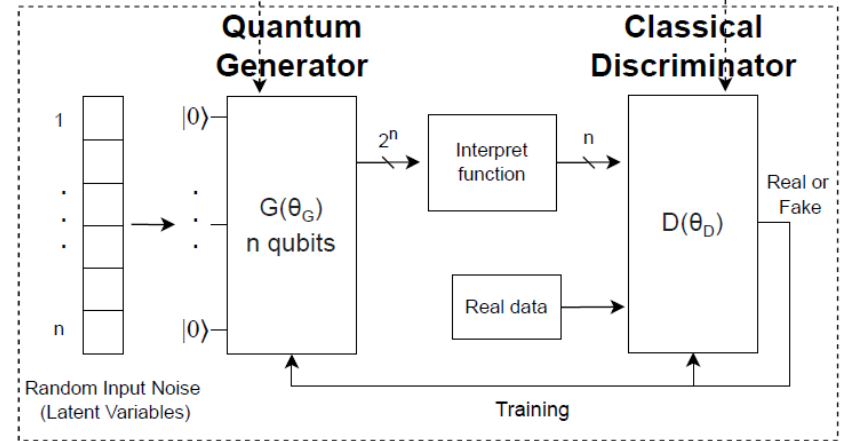 Quantum
Generator
Classical
Discriminator
1
.
.
.
n
Random Input Noise
(Latent Variables)
|0⟩
.
.
.
|0⟩
G(θ_G)
n qubits
2ⁿ
Interpret
function
n
Real data
D(θ_D)
Real or
Fake
Training